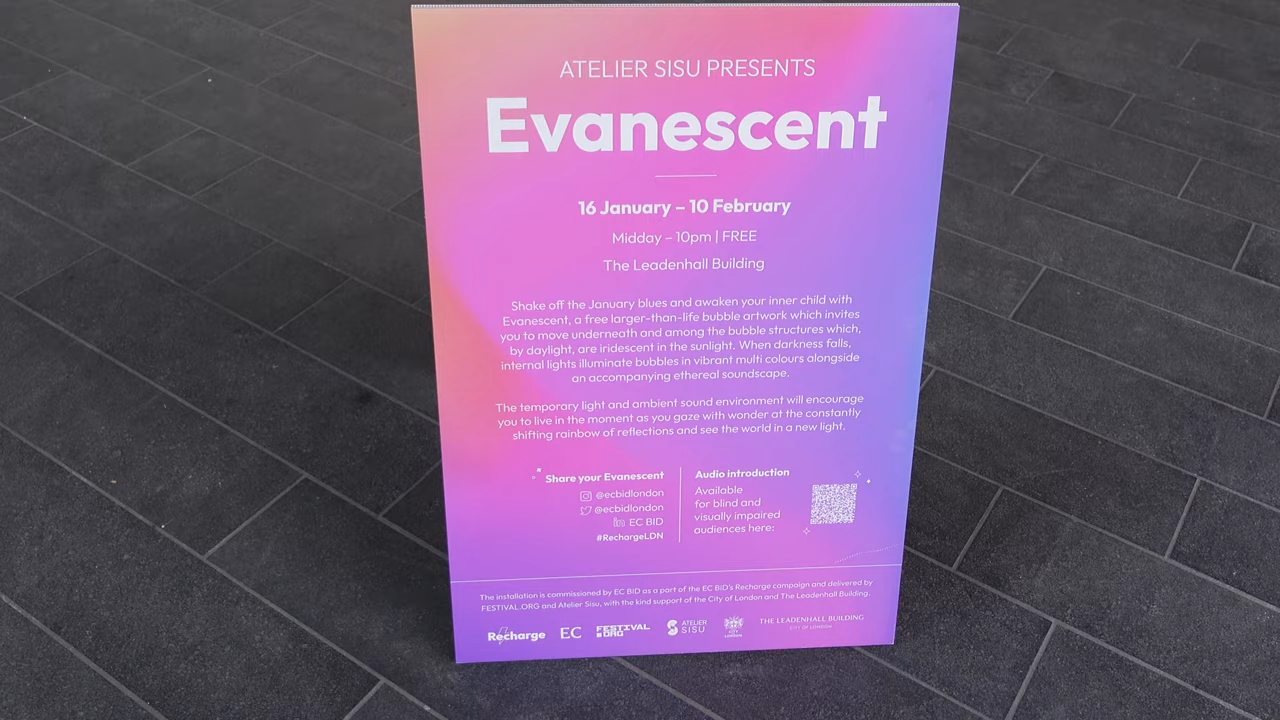 ATELIER SISU PRESENTS
Evanescent
16 January – 10 February
Midday – 10pm | FREE
The Leadenhall Building
Shake off the January blues and awaken your inner child with
Evanescent, a free larger-than-life bubble artwork which invites
you to move underneath and among the bubble structures which,
by daylight, are iridescent in the sunlight. When darkness falls,
internal lights illuminate bubbles in vibrant multi colours alongside
an accompanying ethereal soundscape.
The temporary light and ambient sound environment will encourage
you to live in the moment as you gaze with wonder at the constantly
shifting rainbow of reflections and see the world in a new light.
Share your Evanescent
@ecbidlondon
@ecbidlondon
in EC BID
#RechargeLDN
Audio introduction
Available
for blind and
visually impaired
audiences here:
The installation is commissioned by EC BID as a part of the EC BID's Recharge campaign and delivered by
FESTIVAL.ORG and Atelier Sisu, with the kind support of the City of London and The Leadenhall Building.
Recharge
EC
FESTIVAL
.ORG
ATELIER
SISU
CITY
LONDON
THE LEADENHALL BUILDING
CITY OF LONDON